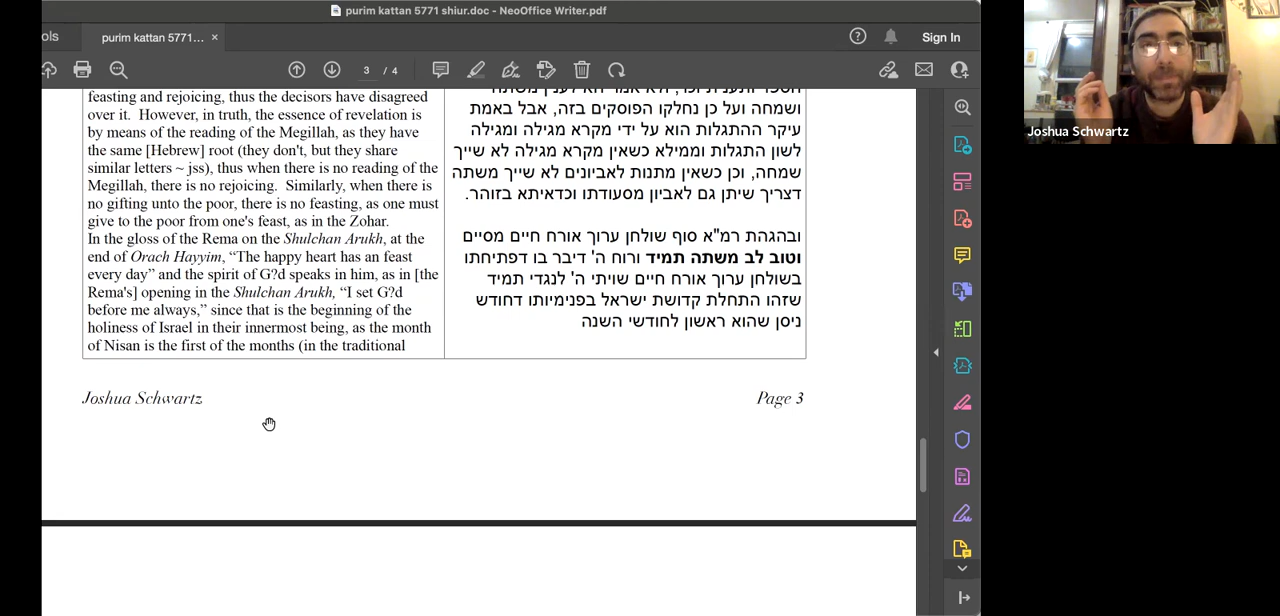 purim kattan 5771 shiur.doc - NeoOffice Writer.pdf
ols
purim kattan 5771... ×
Sign In
3 / 4
feasting and rejoicing, thus the decisors have disagreed
over it. However, in truth, the essence of revelation is
by means of the reading of the Megillah, as they have
the same [Hebrew] root (they don't, but they share
similar letters ~ jss), thus when there is no reading of the
Megillah, there is no rejoicing. Similarly, when there is
no gifting unto the poor, there is no feasting, as one must
give to the poor from one's feast, as in the Zohar.
In the gloss of the Rema on the Shulchan Arukh, at the
end of Orach Hayyim, “The happy heart has an feast
every day” and the spirit of G?d speaks in him, as in [the
Rema's] opening in the Shulchan Arukh, “I set G?d
before me always,” since that is the beginning of the
holiness of Israel in their innermost being, as the month
of Nisan is the first of the months (in the traditional
ושמחה ועל כן נחלקו הפוסקים בזה, אבל באמת
עיקר ההתגלות הוא על ידי מקרא מגילה ומגילה
לשון התגלות וממילא כשאין מקרא מגילה לא שייך
שמחה, וכן כשאין מתנות לאביונים לא שייך משתה
דצריך שיתן גם לאביון מסעודתו וכדאיתא בזוהר.
ובהגהת רמ"א סוף שולחן ערוך אורח חיים מסיים
וטוב לב משתה תמיד ורוח ה' דיבר בו דפתיחתו
בשולחן ערוך אורח חיים שויתי ה' לנגדי תמיד
שזהו התחלת קדושת ישראל בפנימיותו דחודש
ניסן שהוא ראשון לחודשי השנה
Joshua Schwartz
Page 3
Joshua Schwartz